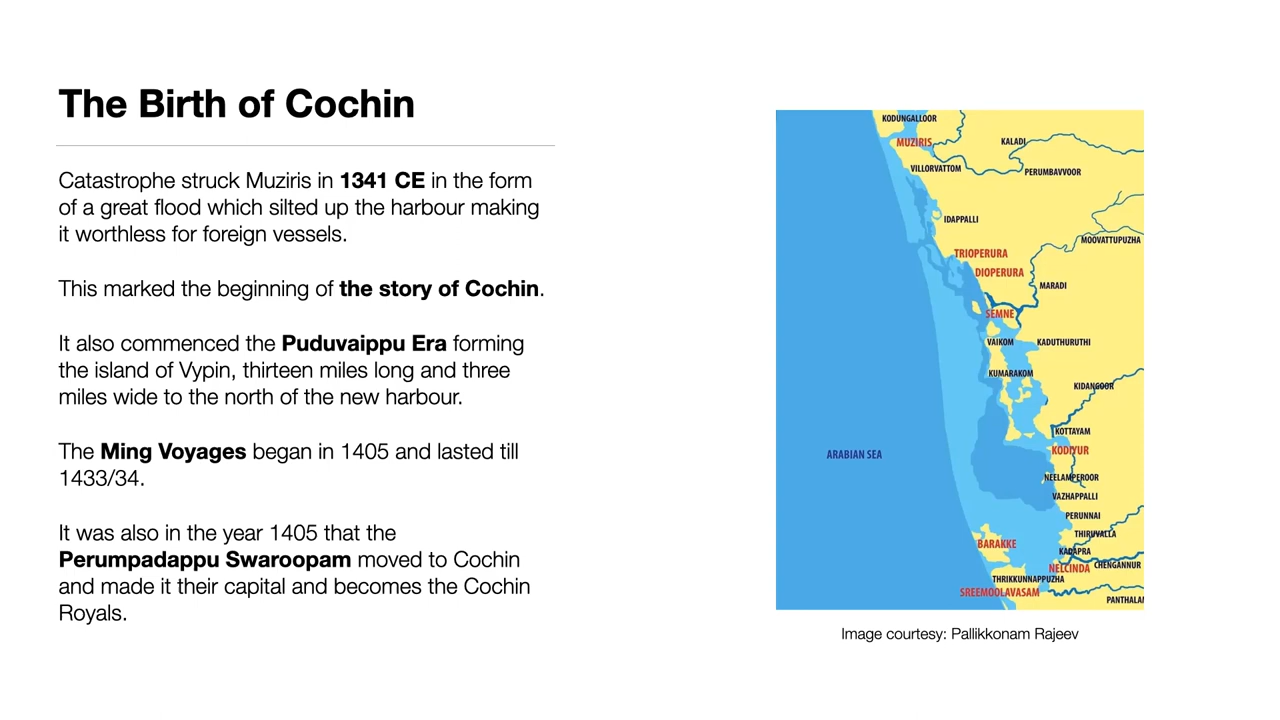 The Birth of Cochin
Catastrophe struck Muziris in 1341 CE in the form
of a great flood which silted up the harbour making
it worthless for foreign vessels.
This marked the beginning of the story of Cochin.
It also commenced the Puduvaippu Era forming
the island of Vypin, thirteen miles long and three
miles wide to the north of the new harbour.
The Ming Voyages began in 1405 and lasted till
1433/34.
It was also in the year 1405 that the
Perumpadappu Swaroopam moved to Cochin
and made it their capital and becomes the Cochin
Royals.
KODUNGALLOOR
MUZIRIS
KALADI
VILLORVATTOM
PERUMBAVVOOR
IDAPPALLI
MOOVATTUPUZHA
TRIOPERURA
DIOPERURA
MARADI
SEMNE
VAIKOM
KADUTHURUTHI
KUMARAKOM
KIDANGOOR
KOTTAYAM
KODIYUR
ARABIAN SEA
NEELAMPEROOR
VAZHAPPALLI
PERUNNAI
THIRUVALLA
BARAKKE
KADAPRA
NELCINDA
CHENGANNUR
THRIKKUNNAPPUZHA
SREEMOOLAVASAM
PANTHALAM
Image courtesy: Pallikkonam Rajeev